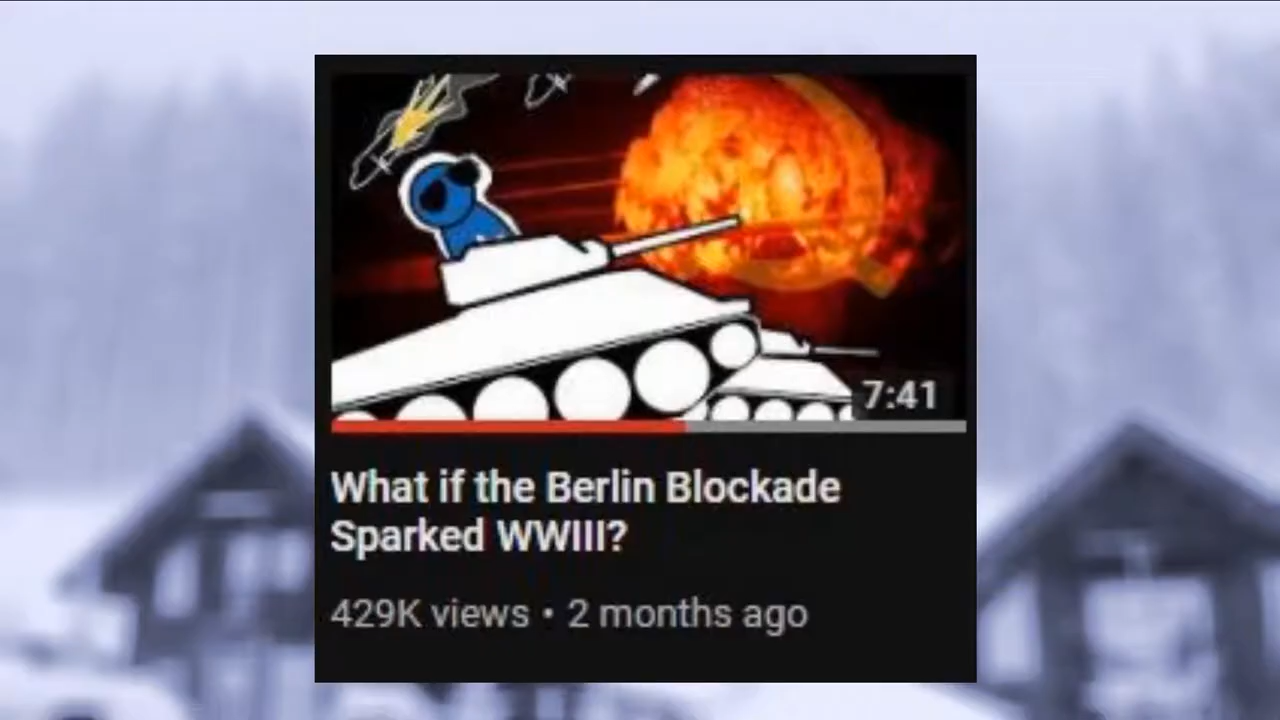 7:41
What if the Berlin Blockade
Sparked WWIII?
429K views • 2 months ago